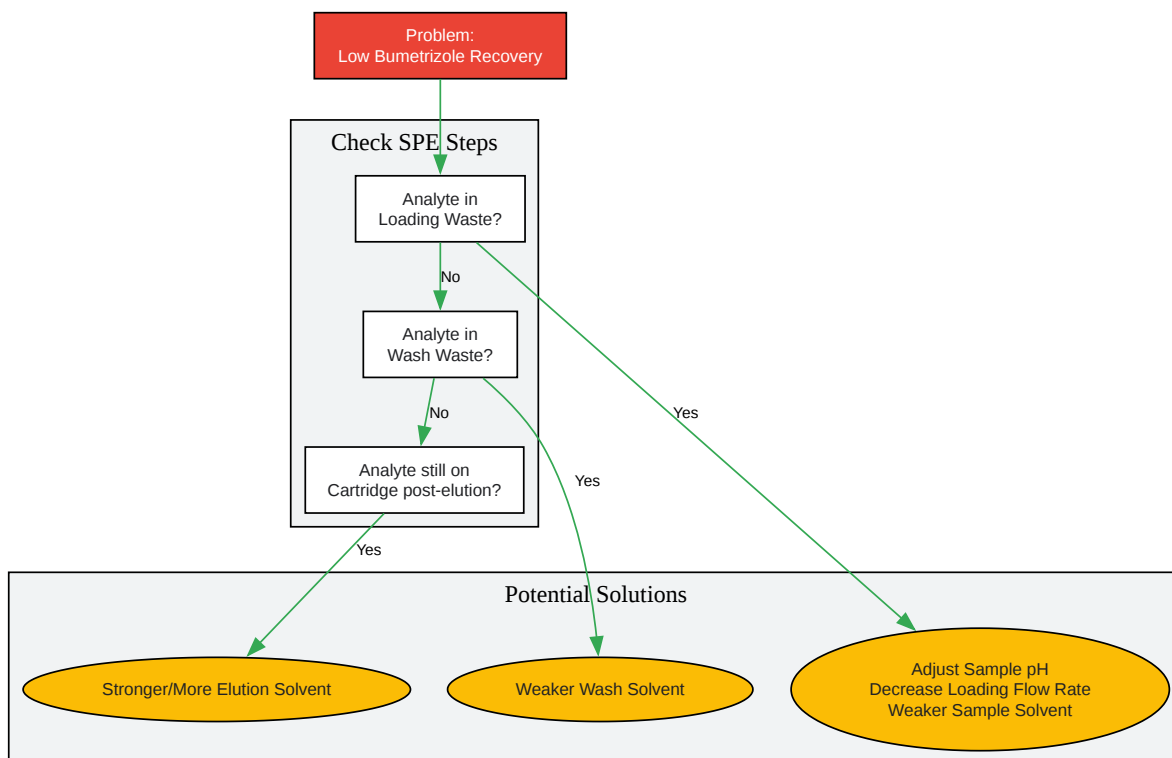 Problem:
Low Bumetrizole Recovery
Check SPE Steps
Analyte in
Loading Waste?
No
Analyte in
Wash Waste?
Yes
No
Analyte still on
Cartridge post-elution?
Yes
Yes
Potential Solutions
Stronger/More Elution Solvent
Weaker Wash Solvent
Adjust Sample pH
Decrease Loading Flow Rate
Weaker Sample Solvent